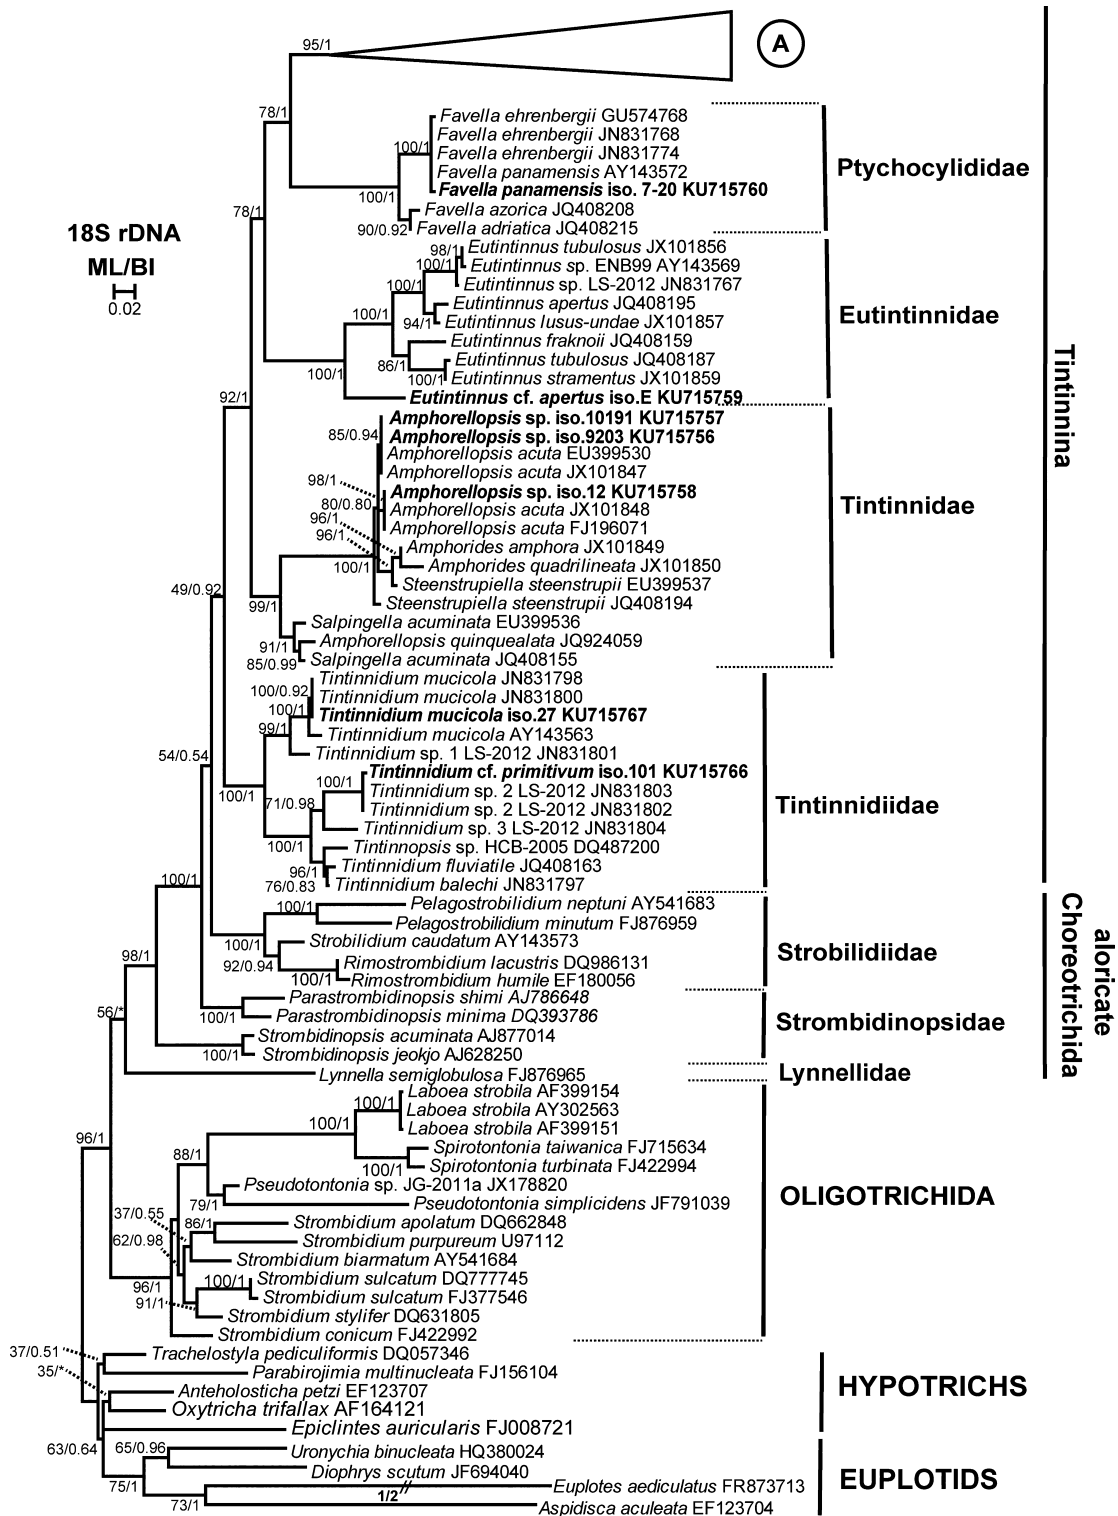 95/1
A
78/1
Favella ehrenbergii GU574768
Favella ehrenbergii JN831768
100/1
Favella ehrenbergii JN831774
Favella panamensis AY143572
Ptychocylididae
Favella panamensis iso. 7-20 KU715760
100/1
Favella azorica JQ408208
90/0.92
Favella adriatica JQ408215
78/1
18S rDNA
ML/BI
0.02
Eutintinnus tubulosus JX101856
98/1
Eutintinnus sp. ENB99 AY143569
100/1
Eutintinnus sp. LS-2012 JN831767
100/1
Eutintinnus apertus JQ408195
Eutintinnidae
100/1
94/1
Eutintinnus lusus-undae JX101857
Eutintinnus fraknoii JQ408159
86/1
Eutintinnus tubulosus JQ408187
100/1
100/1
Eutintinnus stramentus JX101859
Eutintinnus cf. apertus iso.E KU715759
92/1
Tintinnina
Amphorellopsis sp. iso.10191 KU715757
85/0.94
Amphorellopsis sp. iso.9203 KU715756
Amphorellopsis acuta EU399530
Amphorellopsis acuta JX101847
98/1
Amphorellopsis sp. iso.12 KU715758
80/0.80
Amphorellopsis acuta JX101848
Tintinnidae
96/1
Amphorellopsis acuta FJ196071
96/1
Amphorides amphora JX101849
100/1
Amphorides quadrilineata JX101850
Steenstrupiella steenstrupii EU399537
49/0.92
99/1
Steenstrupiella steenstrupii JQ408194
Salpingella acuminata EU399536
91/1
Amphorellopsis quinquealata JQ924059
85/0.99
Salpingella acuminata JQ408155
Tintinnidium mucicola JN831798
100/0.92
Tintinnidium mucicola JN831800
100/1
Tintinnidium mucicola iso.27 KU715767
99/1
Tintinnidium mucicola AY143563
54/0.54
Tintinnidium sp. 1 LS-2012 JN831801
Tintinnidium cf. primitivum iso.101 KU715766
100/1
Tintinnidium sp. 2 LS-2012 JN831803
100/1
71/0.98
Tintinnidium sp. 2 LS-2012 JN831802
Tintinnidiidae
Tintinnidium sp. 3 LS-2012 JN831804
100/1
Tintinnopsis sp. HCB-2005 DQ487200
96/1
Tintinnidium fluviatile JQ408163
76/0.83
Tintinnidium balechi JN831797
100/1
Pelagostrobilidium neptuni AY541683
100/1
Pelagostrobilidium minutum FJ876959
100/1
Strobilidium caudatum AY143573
Strobilidiidae
92/0.94
Rimostrombidium lacustris DQ986131
100/1
Rimostrombidium humile EF180056
98/1
aloricate
Choreotrichida
Parastrombidinopsis shimi AJ786648
100/1
Parastrombidinopsis minima DQ393786
Strombidinopsidae
56/*
Strombidinopsis acuminata AJ877014
100/1
Strombidinopsis jeokjo AJ628250
Lynnella semiglobulosa FJ876965
Lynnellidae
Laboea strobila AF399154
100/1
Laboea strobila AY302563
100/1
Laboea strobila AF399151
96/1
Spirotontonia taiwanica FJ715634
88/1
100/1
Spirotontonia turbinata FJ422994
Pseudotontonia sp. JG-2011a JX178820
79/1
Pseudotontonia simplicidens JF791039
OLIGOTRICHIDA
37/0.55
86/1
Strombidium apolatum DQ662848
62/0.98
Strombidium purpureum U97112
Strombidium biarmatum AY541684
96/1
100/1
Strombidium sulcatum DQ777745
91/1
Strombidium sulcatum FJ377546
Strombidium stylifer DQ631805
Strombidium conicum FJ422992
37/0.51
Trachelostyla pediculiformis DQ057346
35/*
Parabirojimia multinucleata FJ156104
Anteholosticha petzi EF123707
HYPOTRICHS
Oxytricha trifallax AF164121
Epiclintes auricularis FJ008721
63/0.64
65/0.96
Uronychia binucleata HQ380024
Diophrys scutum JF694040
75/1
Euplotes aediculatus FR873713
EUPLOTIDS
1/2
73/1
Aspidisca aculeata EF123704